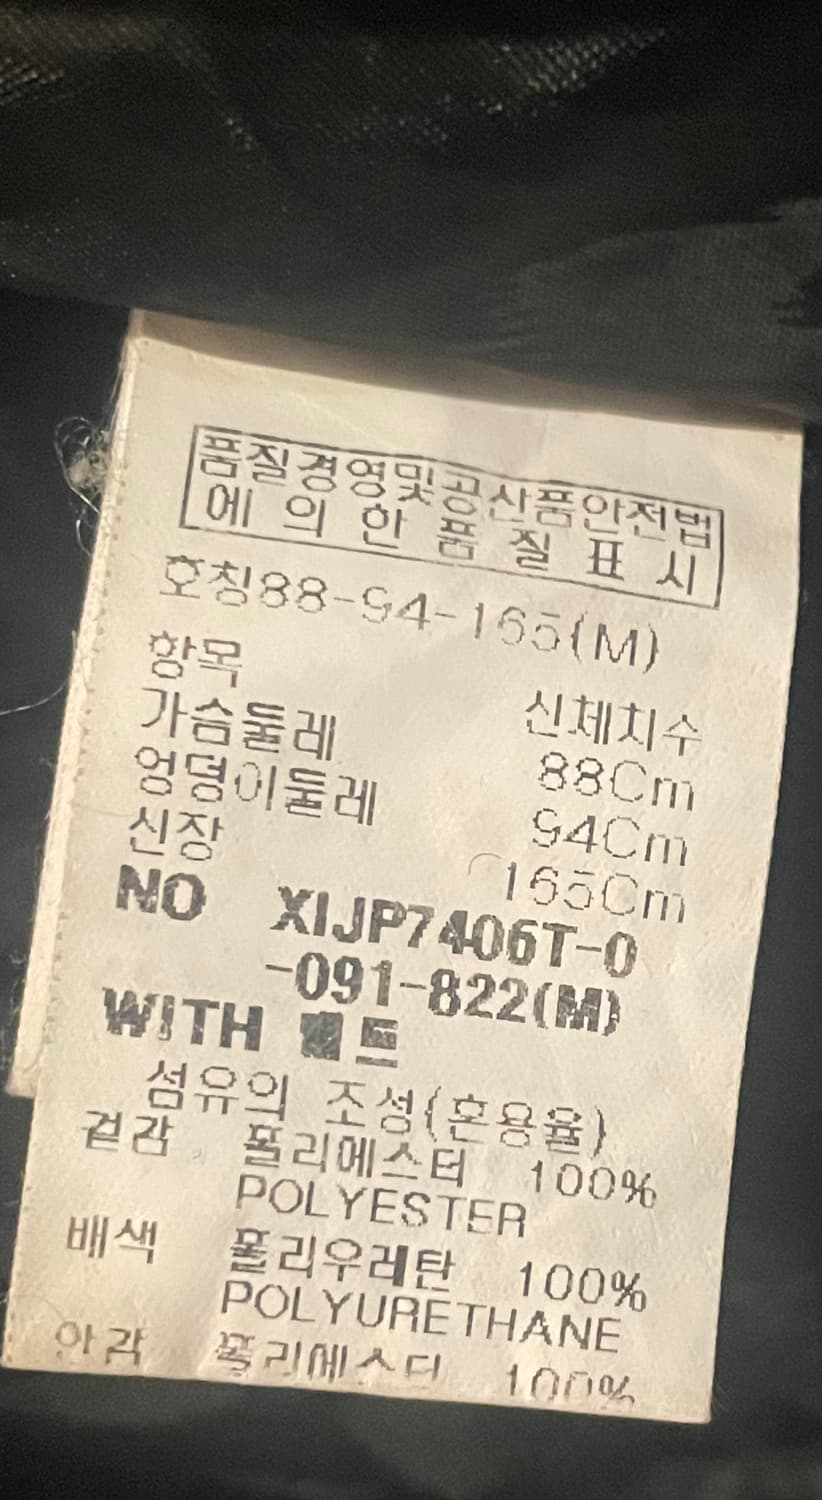 품질경영및공산품안전법
에 의 한 품 질 표 시
호칭88-94-165(M)
항목 신체치수
가슴둘레 88Cm
엉덩이둘레 94Cm
신장 165Cm
NO XIJP7406T-0
-091-822(M)
WITH 벨트
섬유의 조성(혼용율)
겉감 폴리에스터 100%
POLYESTER
배색 폴리우레탄 100%
POLYURETHANE
안감 폴리에스터 100%